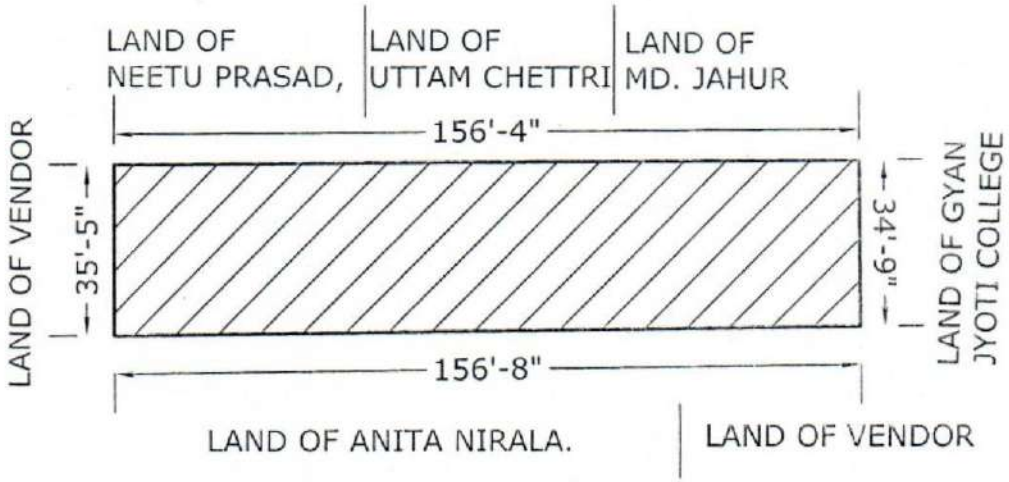 LAND OF
NEETU PRASAD,
LAND OF
UTTAM CHETTRI
LAND OF
MD. JAHUR
156'-4"
LAND OF VENDOR
35'-5"
34'-9"
LAND OF GYAN
JYOTI COLLEGE
156'-8"
LAND OF ANITA NIRALA.
LAND OF VENDOR